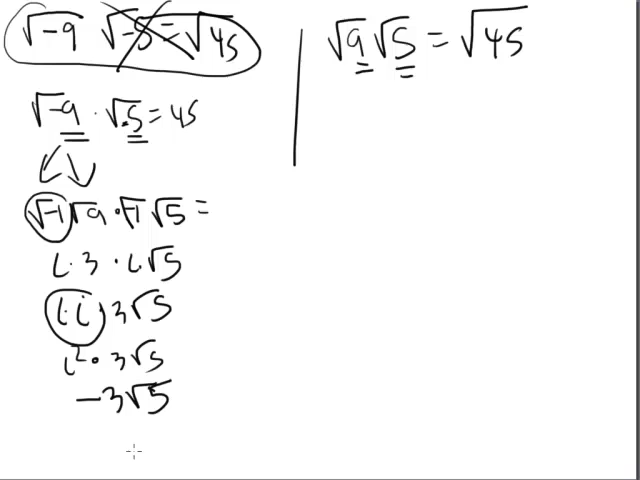 √-9 √-5 = √45
√-9 · √-5 = 45
√-1 √9 · √-1 √5 =
i · 3 · i √5
i · i · 3√5
i² · 3√5
-3√5
√9 √5 = √45